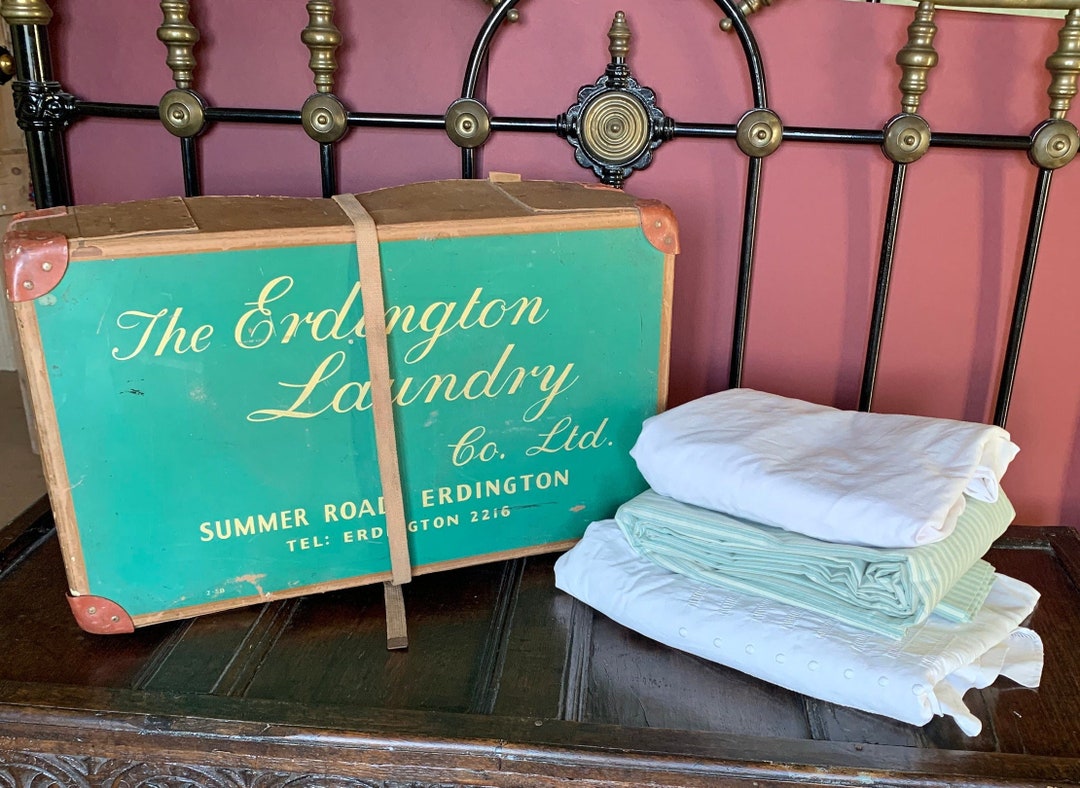 The Erdington
Laundry
Co. Ltd.
SUMMER ROAD ERDINGTON
TEL: ERDINGTON 2216